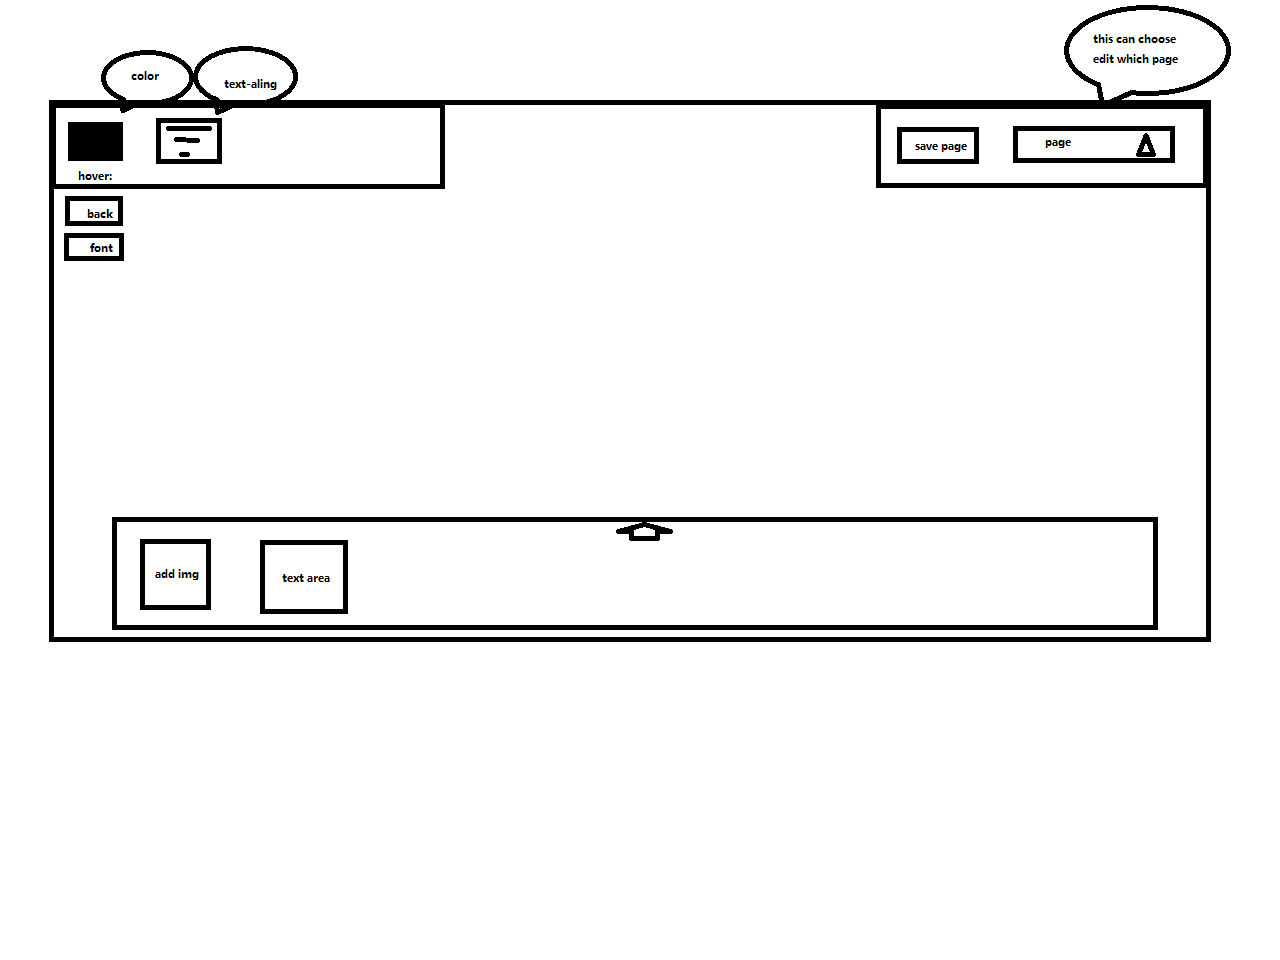 this can choose
edit which page
color
text-aling
save page
page
hover:
back
font
add img
text area